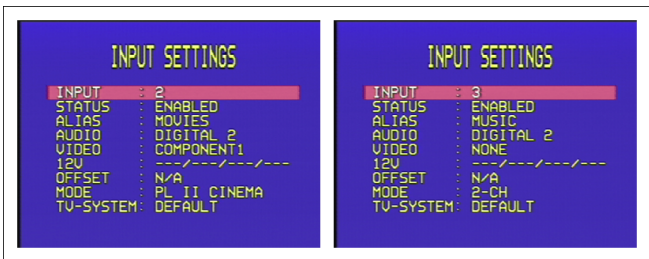 INPUT SETTINGS
INPUT : 2
STATUS : ENABLED
ALIAS : MOVIES
AUDIO : DIGITAL 2
VIDEO : COMPONENT1
12V : ---/---/---/---
OFFSET : N/A
MODE : PL II CINEMA
TV-SYSTEM: DEFAULT
INPUT SETTINGS
INPUT : 3
STATUS : ENABLED
ALIAS : MUSIC
AUDIO : DIGITAL 2
VIDEO : NONE
12V : ---/---/---/---
OFFSET : N/A
MODE : 2-CH
TV-SYSTEM: DEFAULT